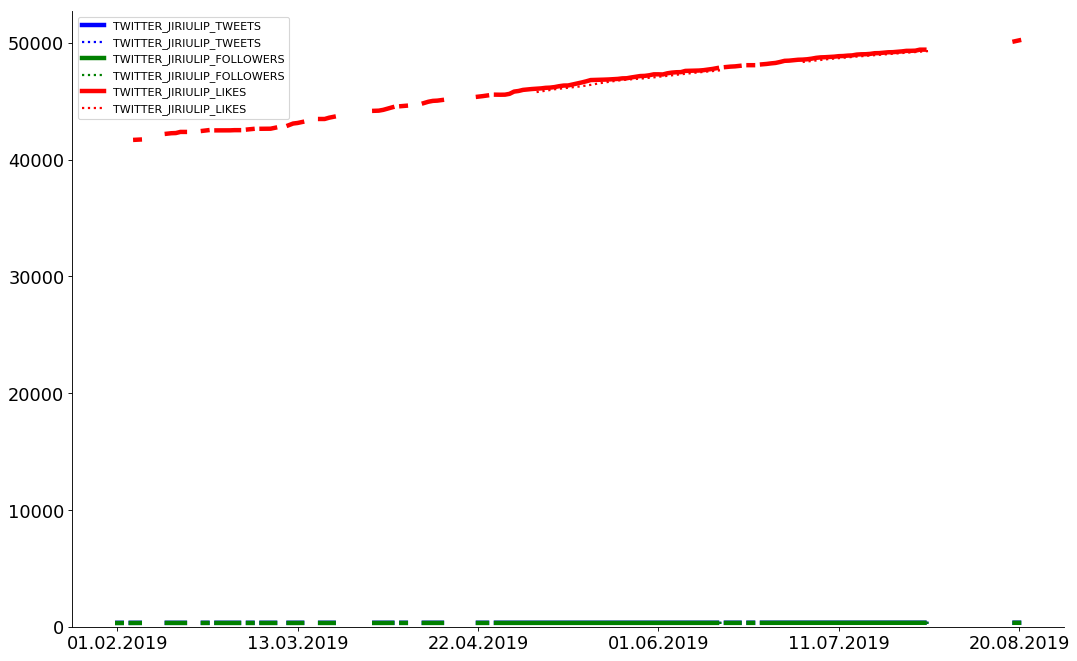 TWITTER_JIRIULIP_TWEETS
TWITTER_JIRIULIP_TWEETS
TWITTER_JIRIULIP_FOLLOWERS
TWITTER_JIRIULIP_FOLLOWERS
TWITTER_JIRIULIP_LIKES
TWITTER_JIRIULIP_LIKES
50000
40000
30000
20000
10000
0
01.02.2019 13.03.2019 22.04.2019 01.06.2019 11.07.2019 20.08.2019